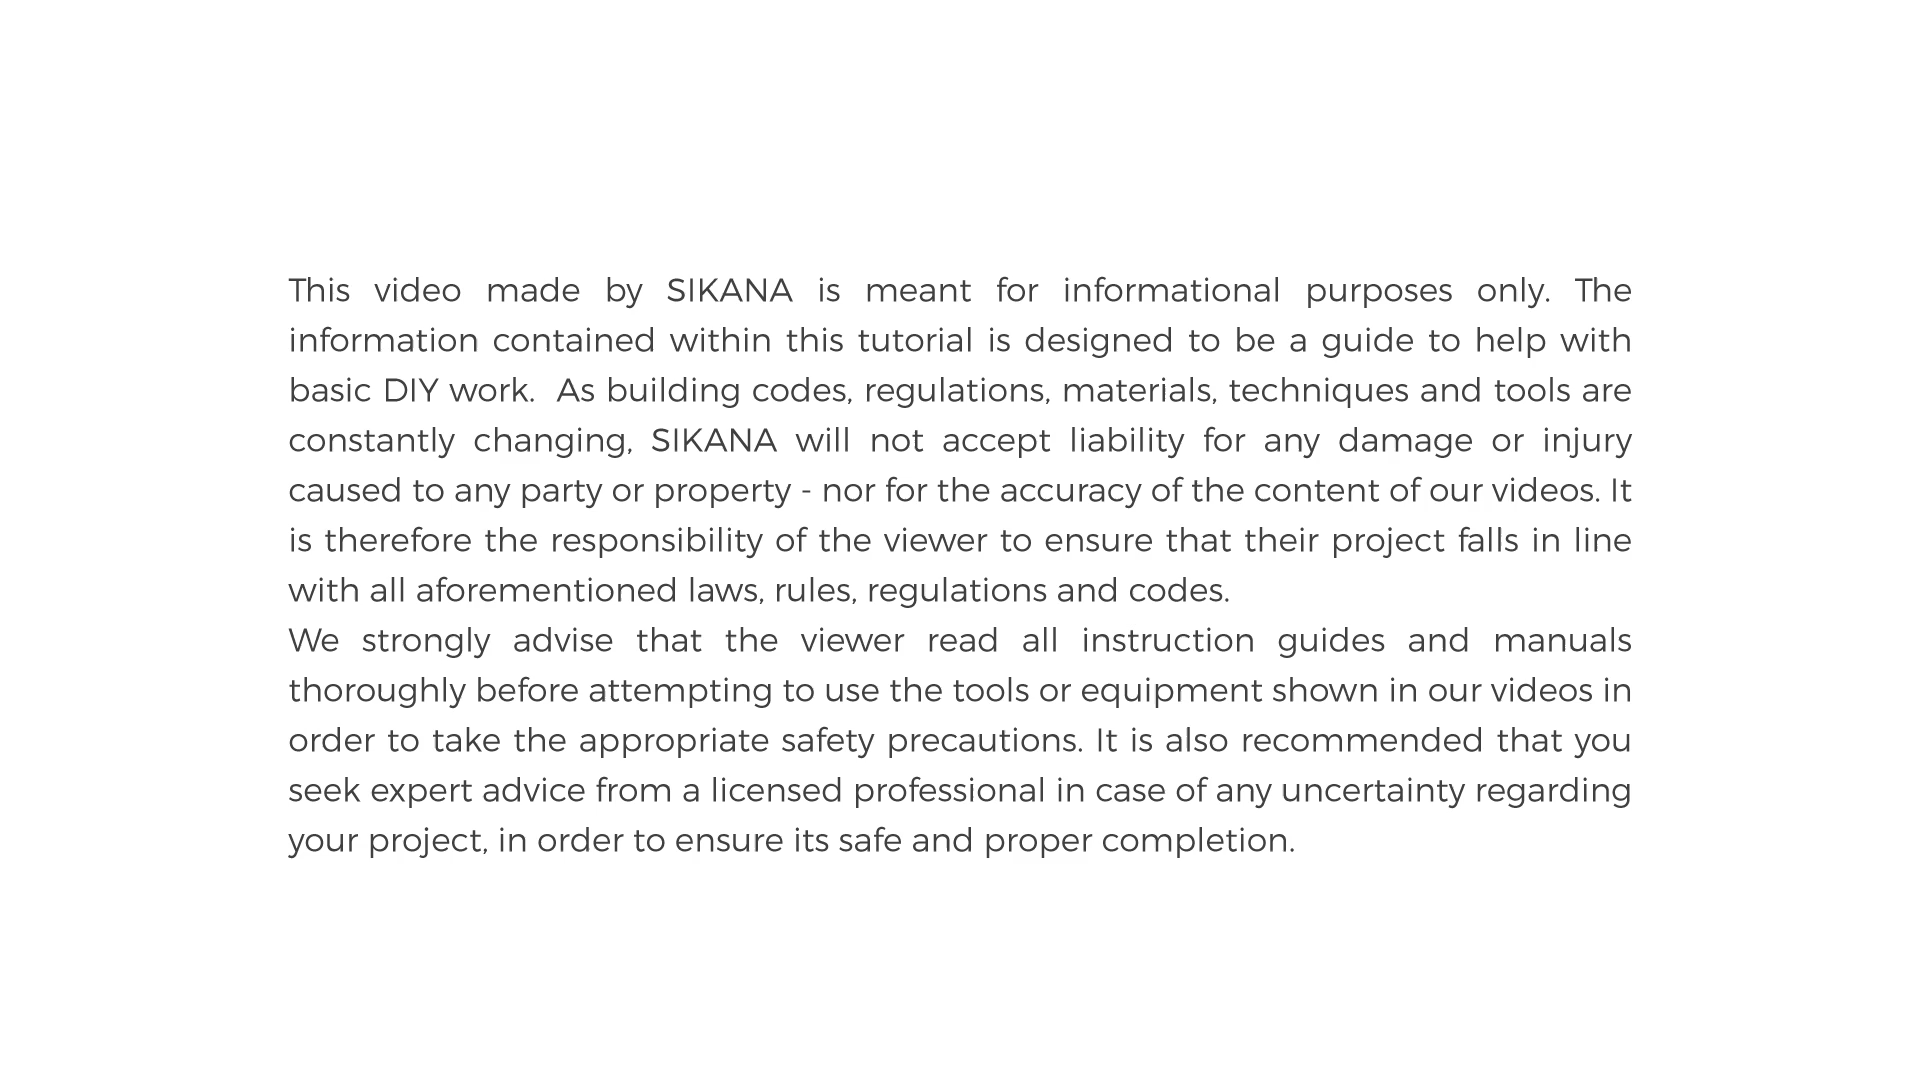 This video made by SIKANA is meant for informational purposes only. The
information contained within this tutorial is designed to be a guide to help with
basic DIY work.  As building codes, regulations, materials, techniques and tools are
constantly changing, SIKANA will not accept liability for any damage or injury
caused to any party or property - nor for the accuracy of the content of our videos. It
is therefore the responsibility of the viewer to ensure that their project falls in line
with all aforementioned laws, rules, regulations and codes.
We strongly advise that the viewer read all instruction guides and manuals
thoroughly before attempting to use the tools or equipment shown in our videos in
order to take the appropriate safety precautions. It is also recommended that you
seek expert advice from a licensed professional in case of any uncertainty regarding
your project, in order to ensure its safe and proper completion.